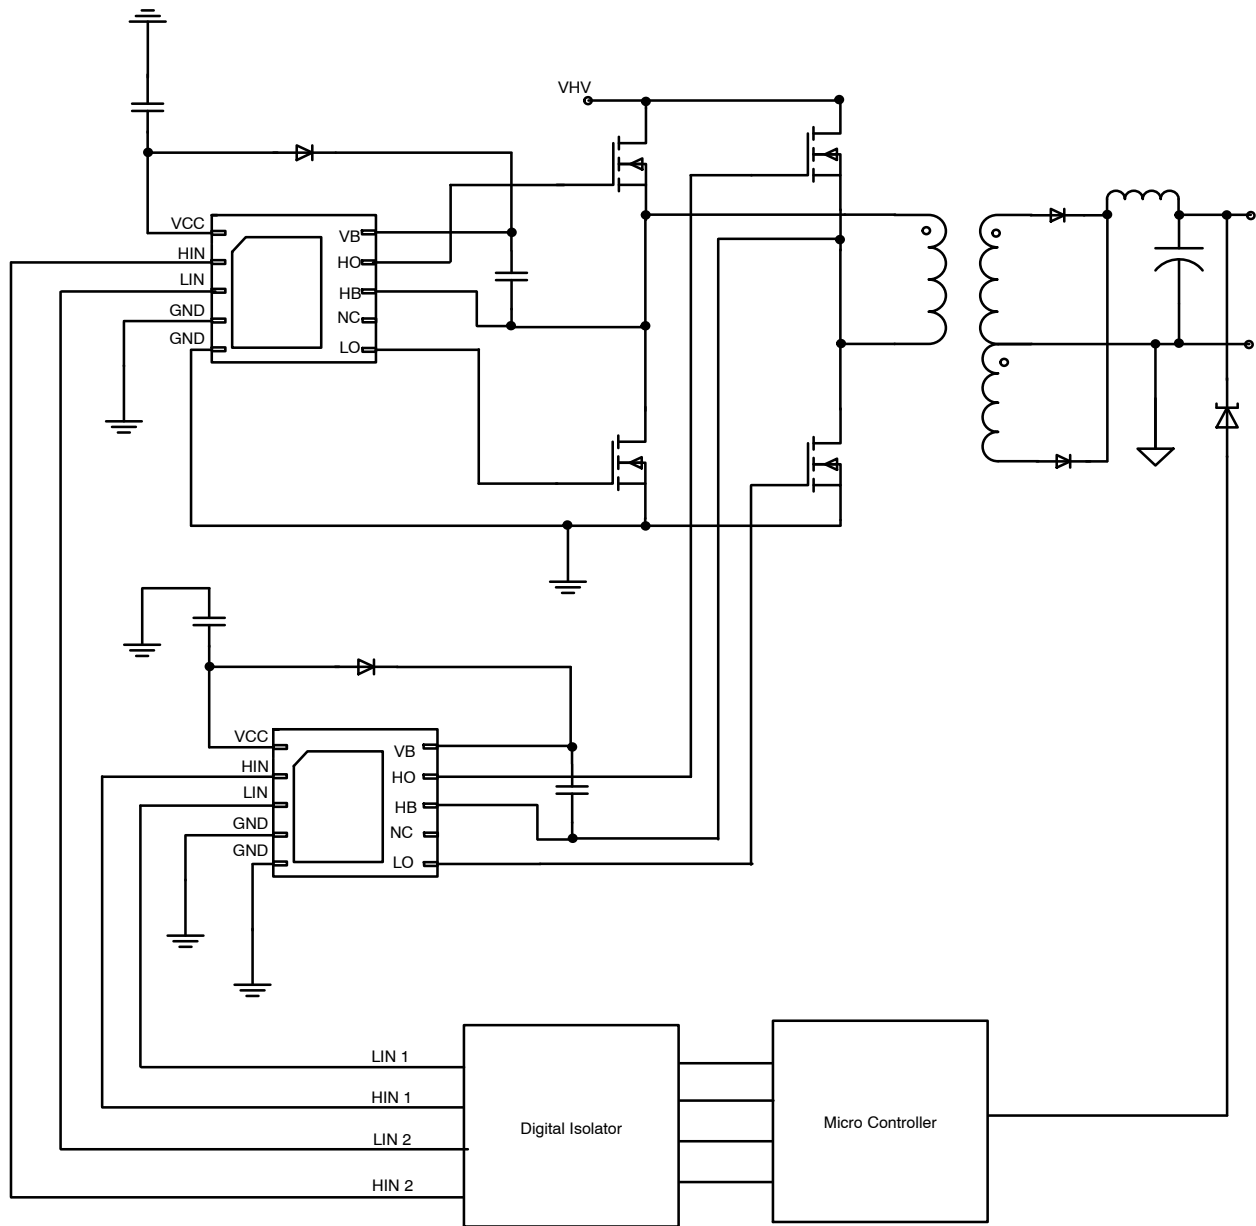 VHV
VCC
HIN
LIN
GND
GND
VB
HO
HB
NC
LO
VCC
HIN
LIN
GND
GND
VB
HO
HB
NC
LO
LIN 1
HIN 1
LIN 2
HIN 2
Digital Isolator
Micro Controller